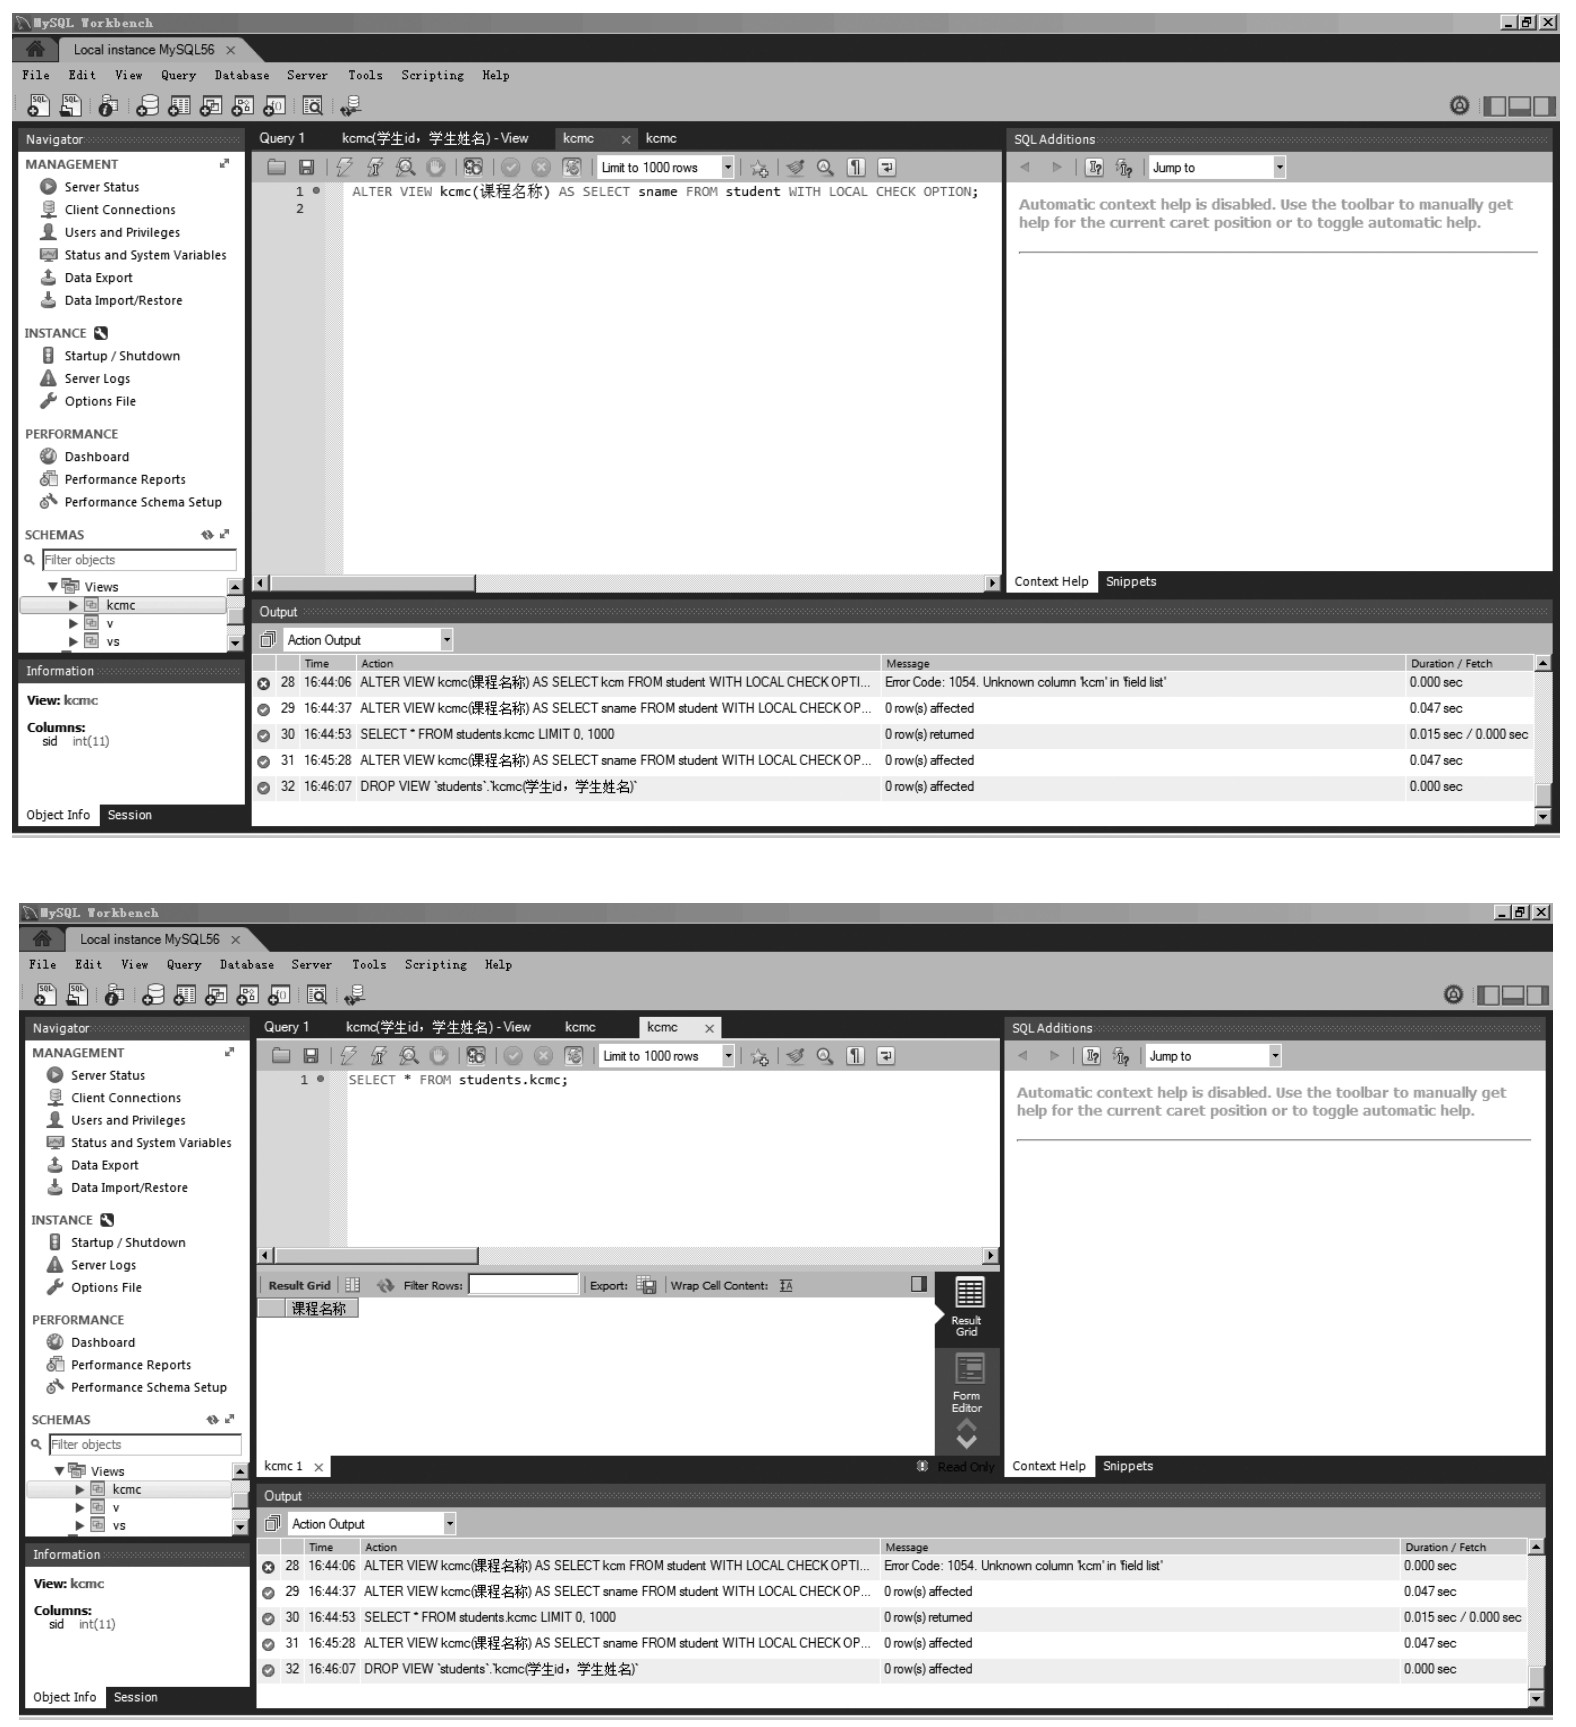 MySQL Workbench
Local instance MySQL56 ×
File Edit View Query Database Server Tools Scripting Help
Navigator
MANAGEMENT
Server Status
Client Connections
Users and Privileges
Status and System Variables
Data Export
Data Import/Restore
INSTANCE
Startup / Shutdown
Server Logs
Options File
PERFORMANCE
Dashboard
Performance Reports
Performance Schema Setup
SCHEMAS
Filter objects
Views
kcmc
v
vs
Information
View: kcmc
Columns:
sid int(11)
Object Info Session
Query 1 kcmc(学生id，学生姓名) - View kcmc × kcmc
Limit to 1000 rows
1 ALTER VIEW kcmc(课程名称) AS SELECT sname FROM student WITH LOCAL CHECK OPTION;
2
SQL Additions
Jump to
Automatic context help is disabled. Use the toolbar to manually get
help for the current caret position or to toggle automatic help.
Context Help Snippets
Output
Action Output
Time Action Message Duration / Fetch
28 16:44:06 ALTER VIEW kcmc(课程名称) AS SELECT kcm FROM student WITH LOCAL CHECK OPTI... Error Code: 1054. Unknown column 'kcm' in 'field list' 0.000 sec
29 16:44:37 ALTER VIEW kcmc(课程名称) AS SELECT sname FROM student WITH LOCAL CHECK OP... 0 row(s) affected 0.047 sec
30 16:44:53 SELECT * FROM students.kcmc LIMIT 0, 1000 0 row(s) returned 0.015 sec / 0.000 sec
31 16:45:28 ALTER VIEW kcmc(课程名称) AS SELECT sname FROM student WITH LOCAL CHECK OP... 0 row(s) affected 0.047 sec
32 16:46:07 DROP VIEW `students`.`kcmc(学生id，学生姓名)` 0 row(s) affected 0.000 sec
MySQL Workbench
Local instance MySQL56 ×
File Edit View Query Database Server Tools Scripting Help
Navigator
MANAGEMENT
Server Status
Client Connections
Users and Privileges
Status and System Variables
Data Export
Data Import/Restore
INSTANCE
Startup / Shutdown
Server Logs
Options File
PERFORMANCE
Dashboard
Performance Reports
Performance Schema Setup
SCHEMAS
Filter objects
Views
kcmc
v
vs
Information
View: kcmc
Columns:
sid int(11)
Object Info Session
Query 1 kcmc(学生id，学生姓名) - View kcmc kcmc ×
Limit to 1000 rows
1 SELECT * FROM students.kcmc;
Result Grid Filter Rows: Export: Wrap Cell Content:
课程名称
Result
Grid
Form
Editor
kcmc 1 × Read Only
SQL Additions
Jump to
Automatic context help is disabled. Use the toolbar to manually get
help for the current caret position or to toggle automatic help.
Context Help Snippets
Output
Action Output
Time Action Message Duration / Fetch
28 16:44:06 ALTER VIEW kcmc(课程名称) AS SELECT kcm FROM student WITH LOCAL CHECK OPTI... Error Code: 1054. Unknown column 'kcm' in 'field list' 0.000 sec
29 16:44:37 ALTER VIEW kcmc(课程名称) AS SELECT sname FROM student WITH LOCAL CHECK OP... 0 row(s) affected 0.047 sec
30 16:44:53 SELECT * FROM students.kcmc LIMIT 0, 1000 0 row(s) returned 0.015 sec / 0.000 sec
31 16:45:28 ALTER VIEW kcmc(课程名称) AS SELECT sname FROM student WITH LOCAL CHECK OP... 0 row(s) affected 0.047 sec
32 16:46:07 DROP VIEW `students`.`kcmc(学生id，学生姓名)` 0 row(s) affected 0.000 sec